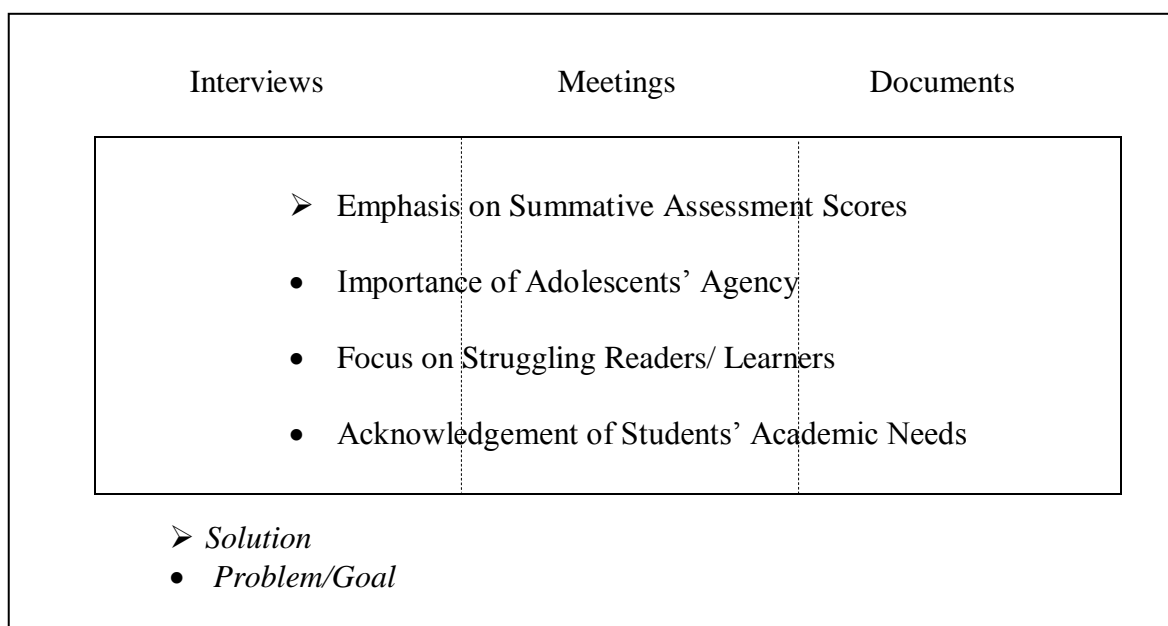 Interviews Meetings Documents
➢ Emphasis on Summative Assessment Scores
• Importance of Adolescents’ Agency
• Focus on Struggling Readers/ Learners
• Acknowledgement of Students’ Academic Needs
➢ Solution
• Problem/Goal